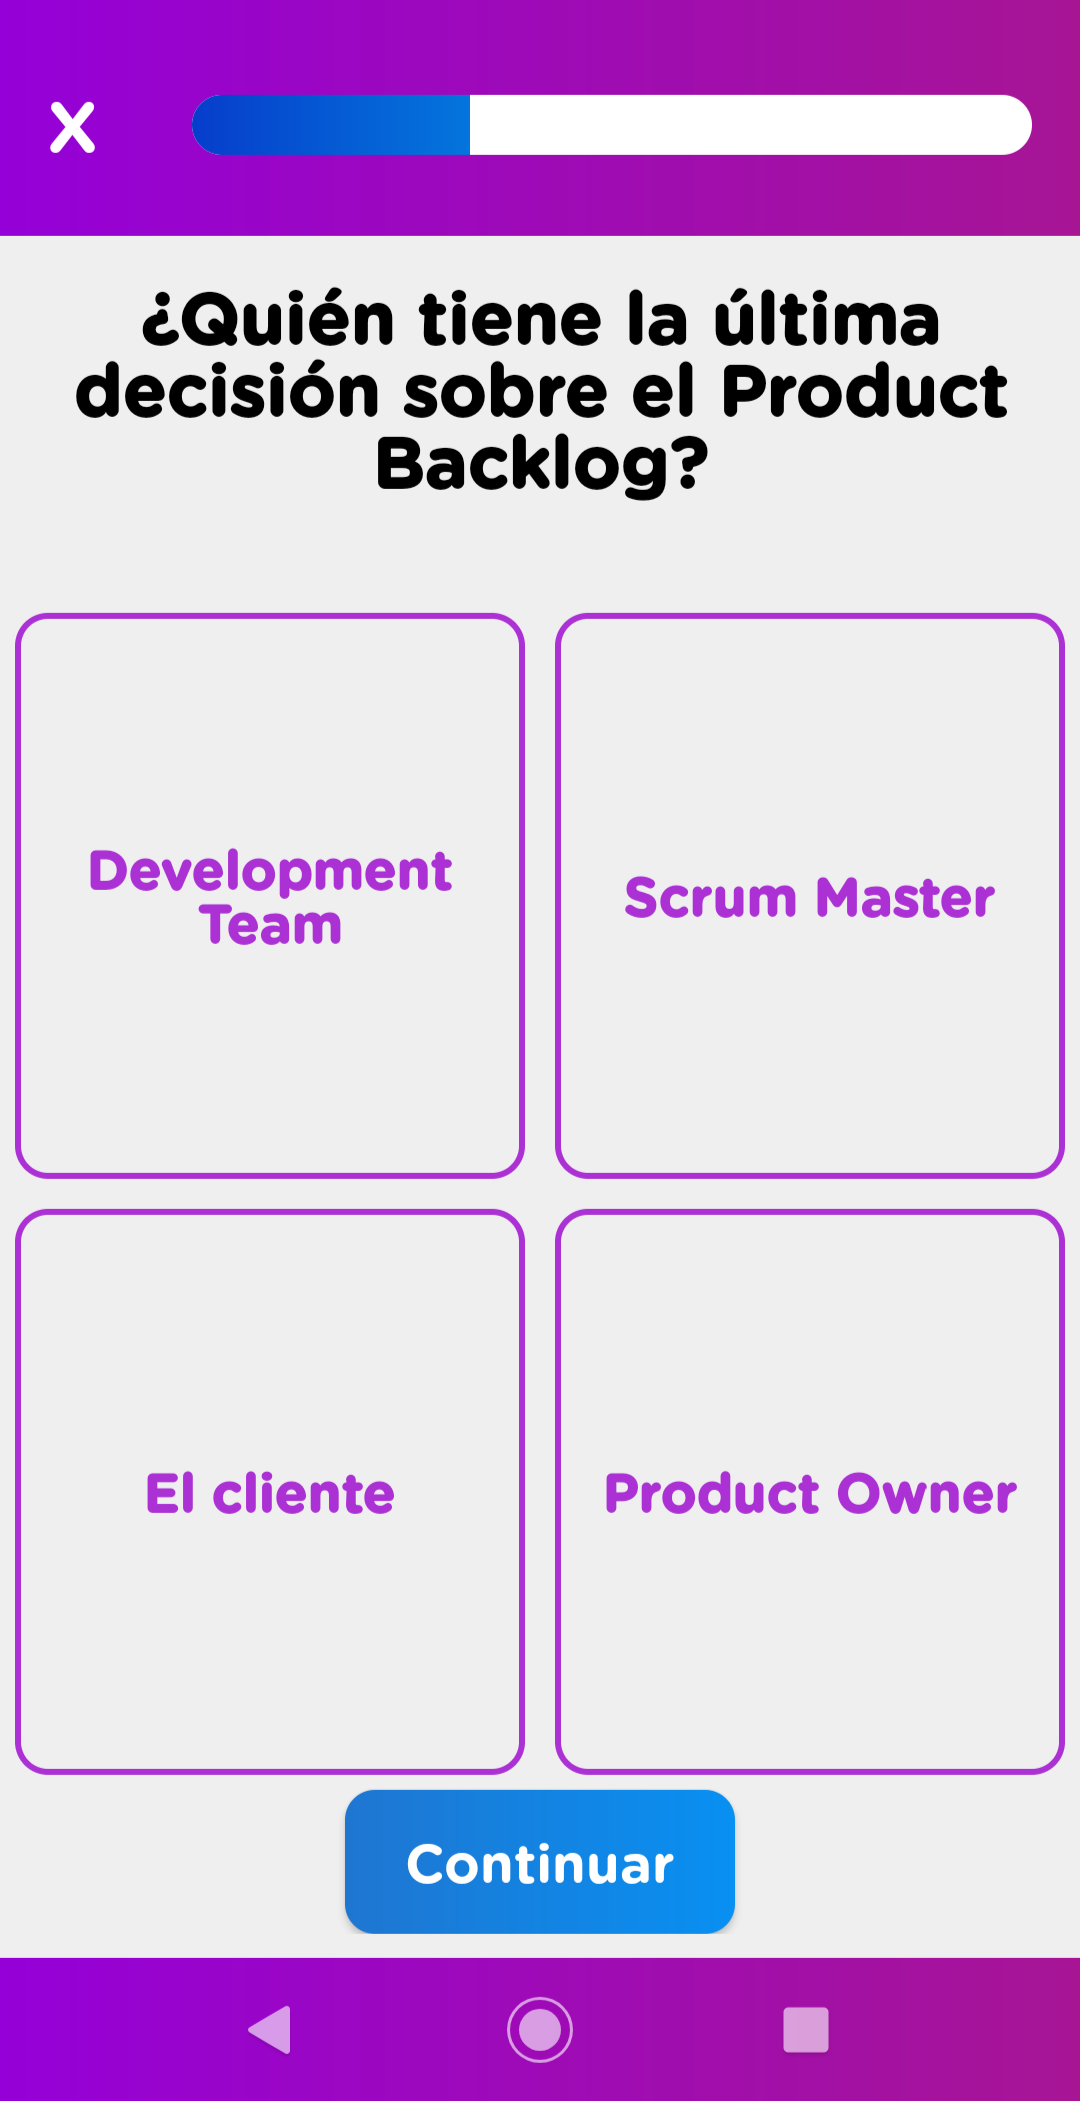 X
¿Quién tiene la última
decisión sobre el Product
Backlog?
Development
Team
Scrum Master
El cliente
Product Owner
Continuar